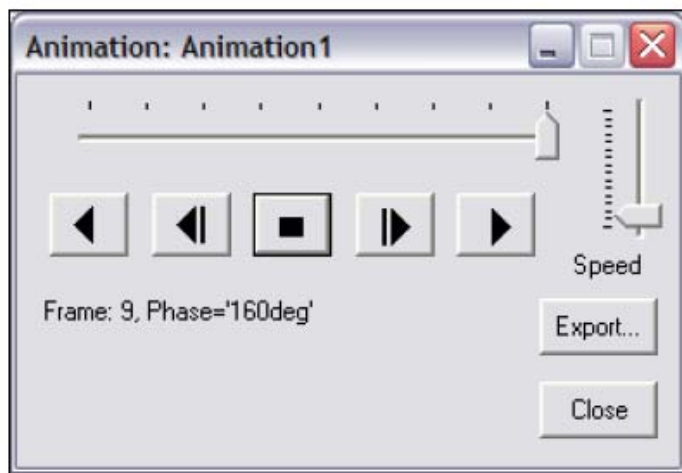 Animation: Animation1
Speed
Frame: 9, Phase='160deg'
Export...
Close